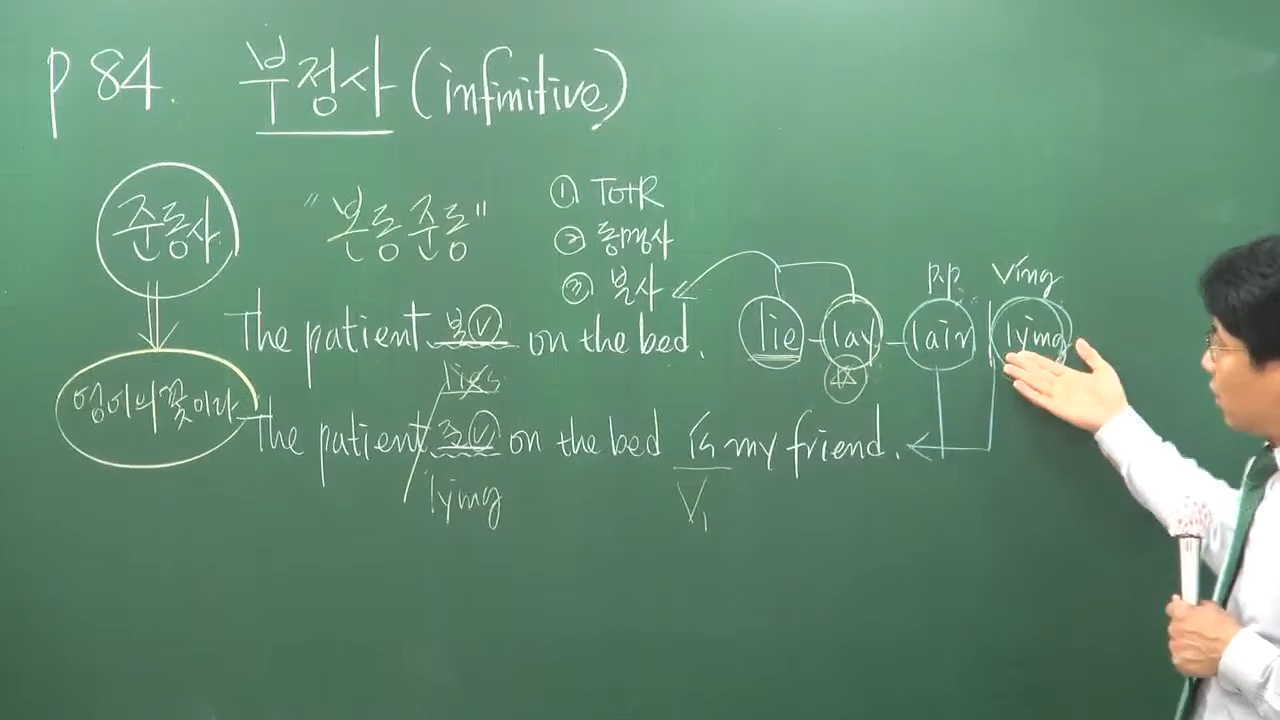 p 84. 부정사 (infinitive)
준동사
"본동준동"
① To+R
② 동명사
③ 분사
p.p. Ving
The patient 본ⓥ on the bed.
lie - lay - lain lying
lies
영어의 꽃이라
The patient 준ⓥ on the bed is my friend.
lying
V₁